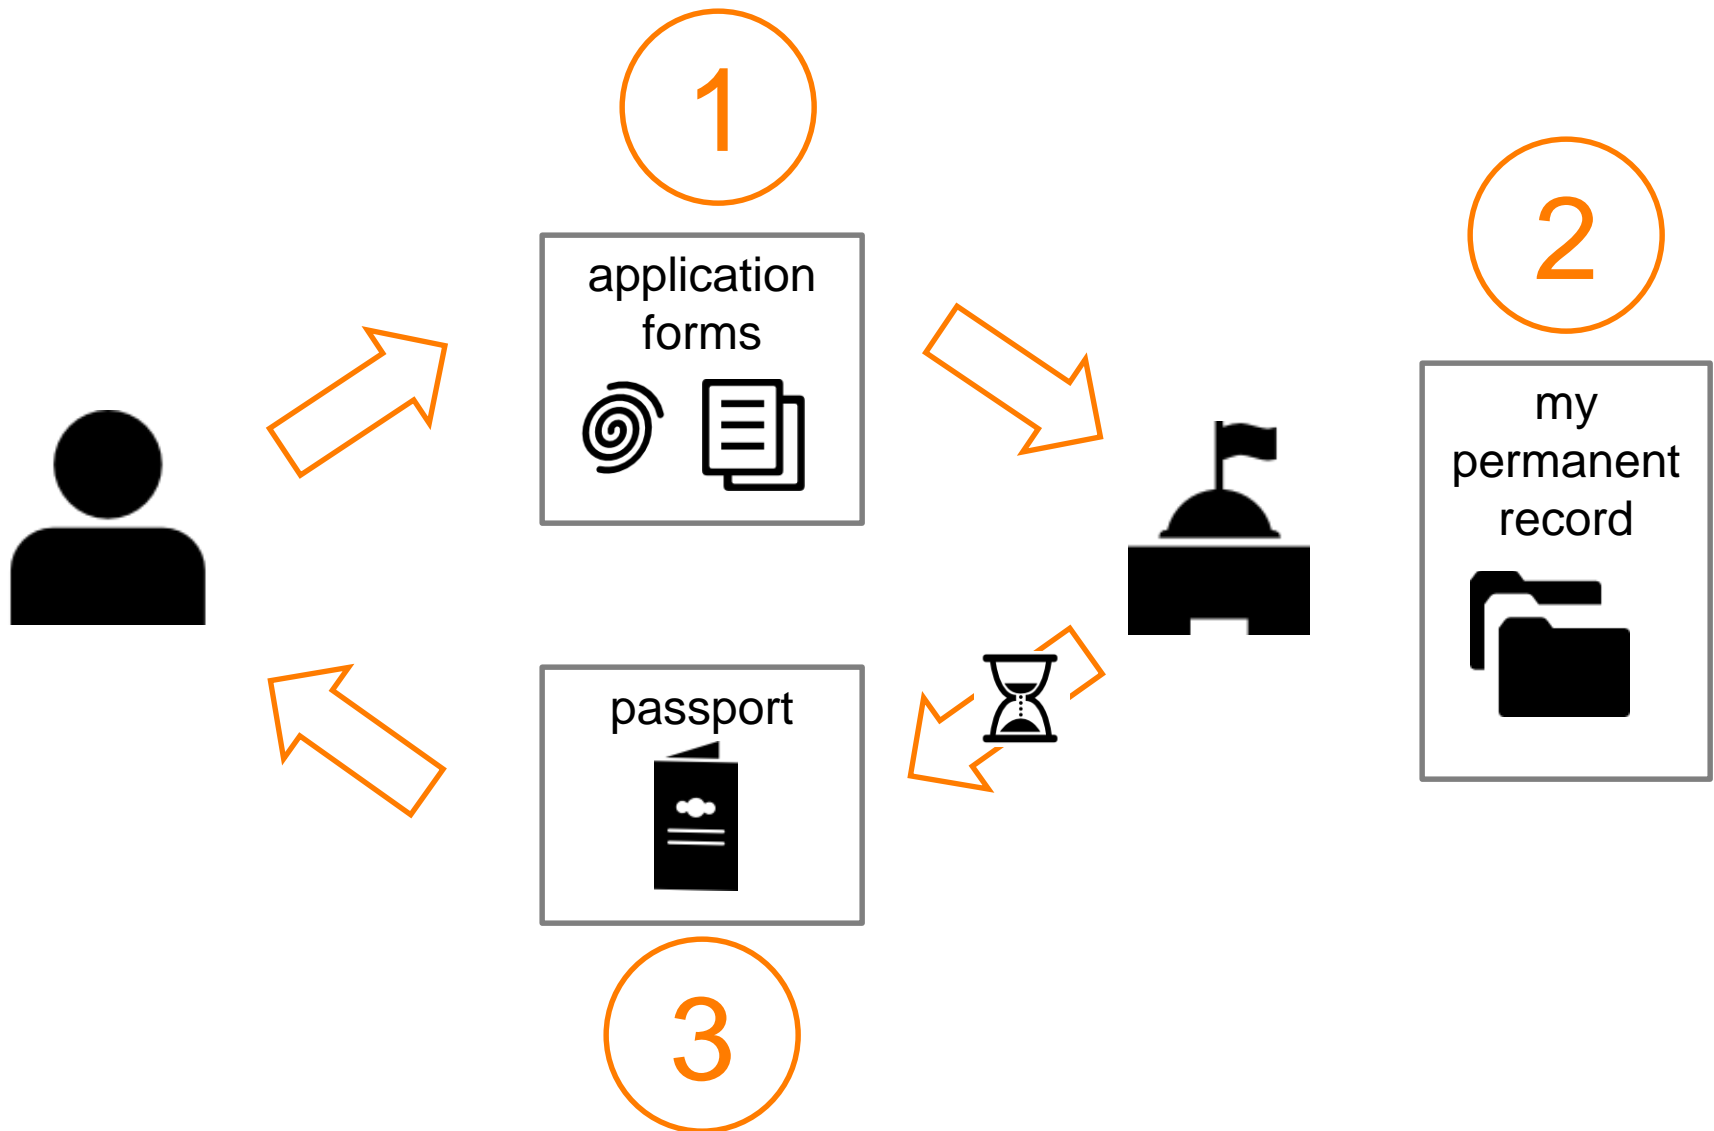 1
application
forms
2
my
permanent
record
passport
3